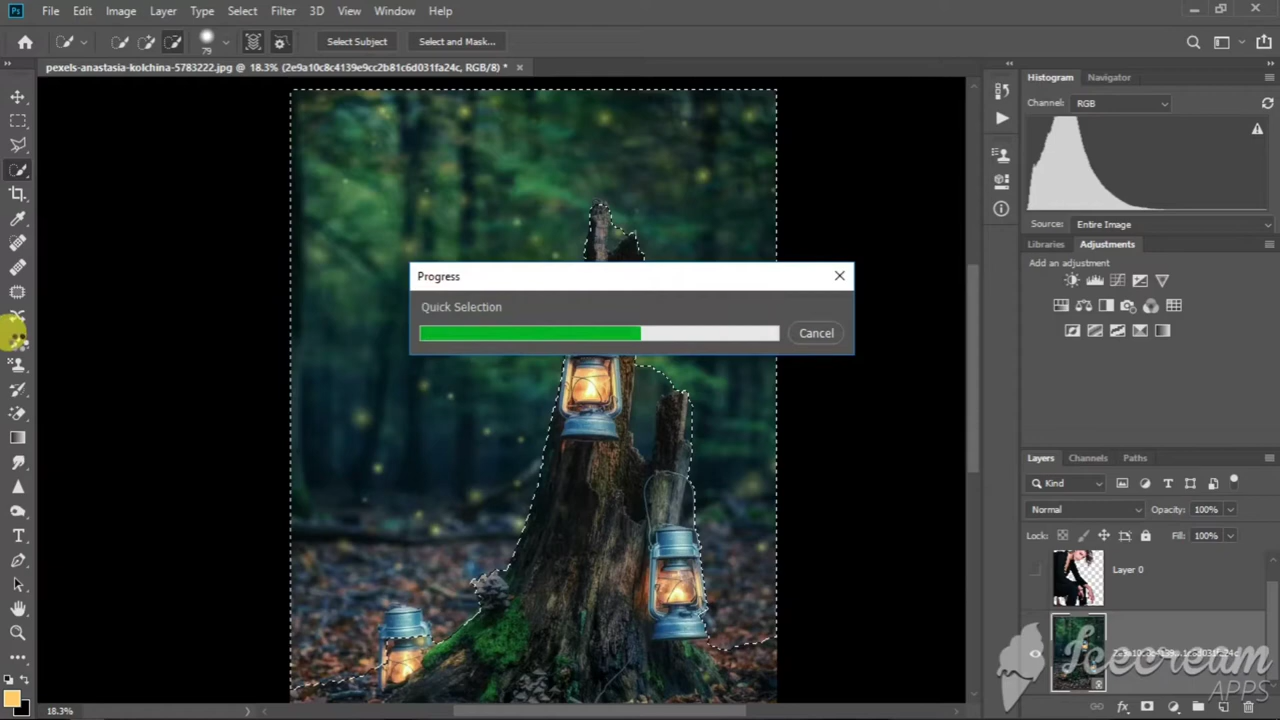 Ps File Edit Image Layer Type Select Filter 3D View Window Help
79 Select Subject Select and Mask...
pexels-anastasia-kolchina-5783222.jpg @ 18.3% (2e9a10c8c4139e9cc2b81c6d031fa24c, RGB/8) *
Histogram Navigator
Channel: RGB
Source: Entire Image
Libraries Adjustments
Add an adjustment
Progress
Quick Selection
Cancel
Layers Channels Paths
Kind
Normal Opacity: 100%
Lock: Fill: 100%
Layer 0
Icecream
APPS
18.3%